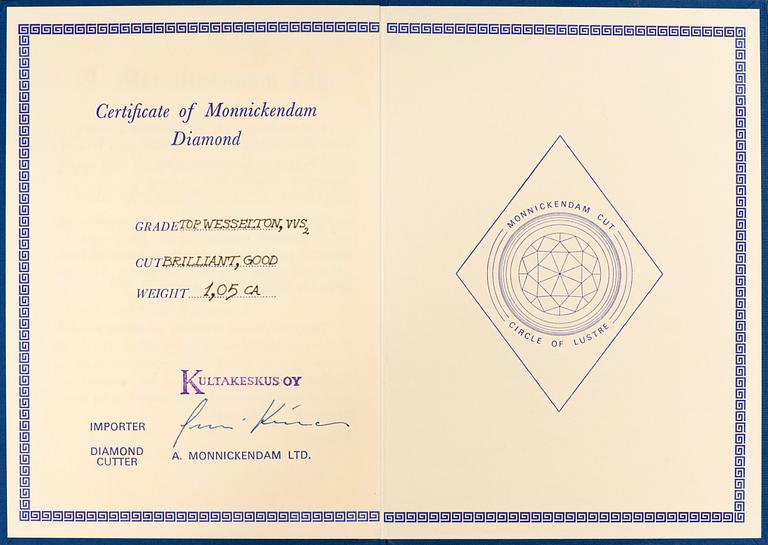 Certificate of Monnickendam
Diamond
GRADE TOP WESSELTON, VVS2
CUT BRILLIANT, GOOD
WEIGHT 1,05 CA
KULTAKESKUS OY
IMPORTER
DIAMOND
CUTTER
A. MONNICKENDAM LTD.
MONNICKENDAM CUT
CIRCLE OF LUSTRE